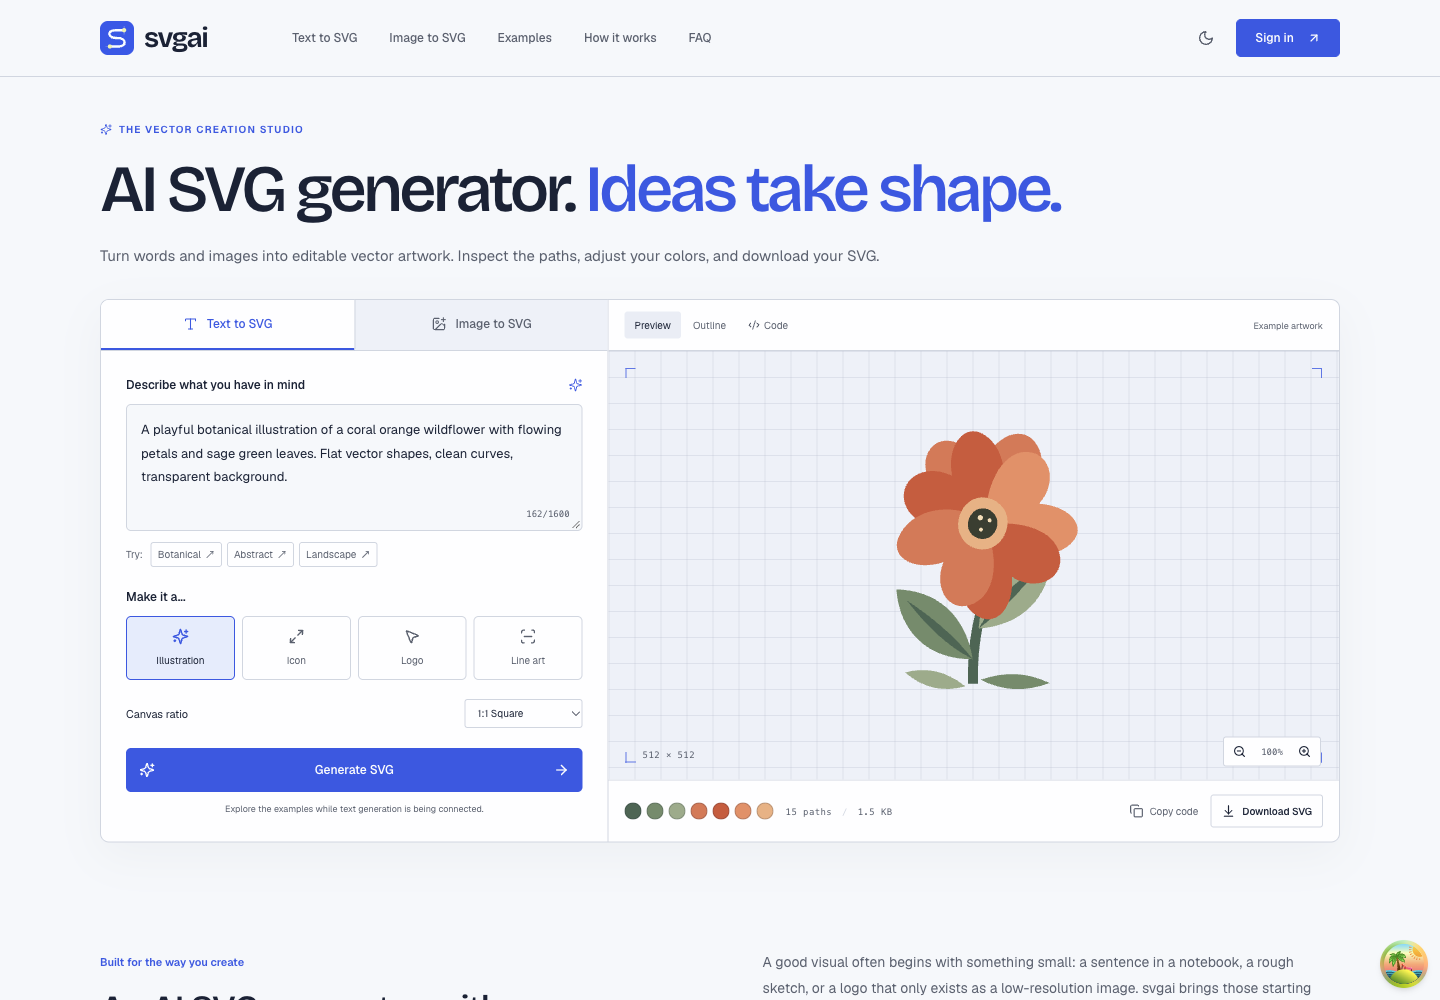 svgai
Text to SVG
Image to SVG
Examples
How it works
FAQ
Sign in
THE VECTOR CREATION STUDIO
AI SVG generator. Ideas take shape.
Turn words and images into editable vector artwork. Inspect the paths, adjust your colors, and download your SVG.
Text to SVG
Image to SVG
Preview
Outline
Code
Example artwork
Describe what you have in mind
A playful botanical illustration of a coral orange wildflower with flowing
petals and sage green leaves. Flat vector shapes, clean curves,
transparent background.
162/1600
Try:
Botanical ↗
Abstract ↗
Landscape ↗
Make it a...
Illustration
Icon
Logo
Line art
Canvas ratio
1:1 Square
Generate SVG
Explore the examples while text generation is being connected.
512 × 512
100%
15 paths / 1.5 KB
Copy code
Download SVG
Built for the way you create
A good visual often begins with something small: a sentence in a notebook, a rough
sketch, or a logo that only exists as a low-resolution image. svgai brings those starting